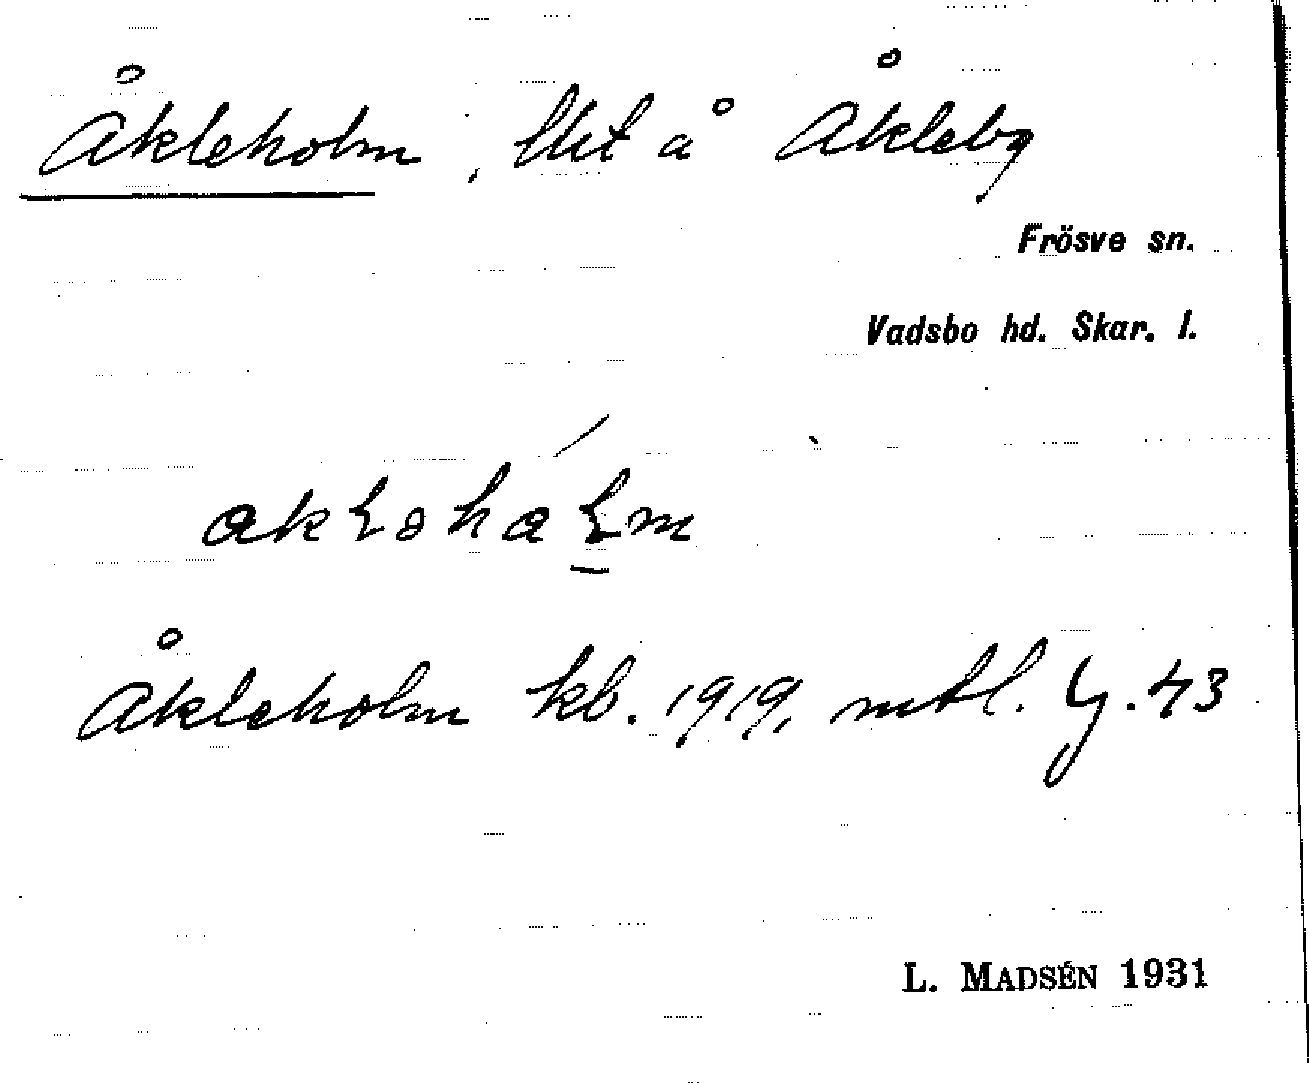 Åkleholm, lht å Åkleby
Frösve sn.
Vadsbo hd. Skar. l.
Åkleholm kb. 1919, mtl. G. 43
L. MADSÉN 1931